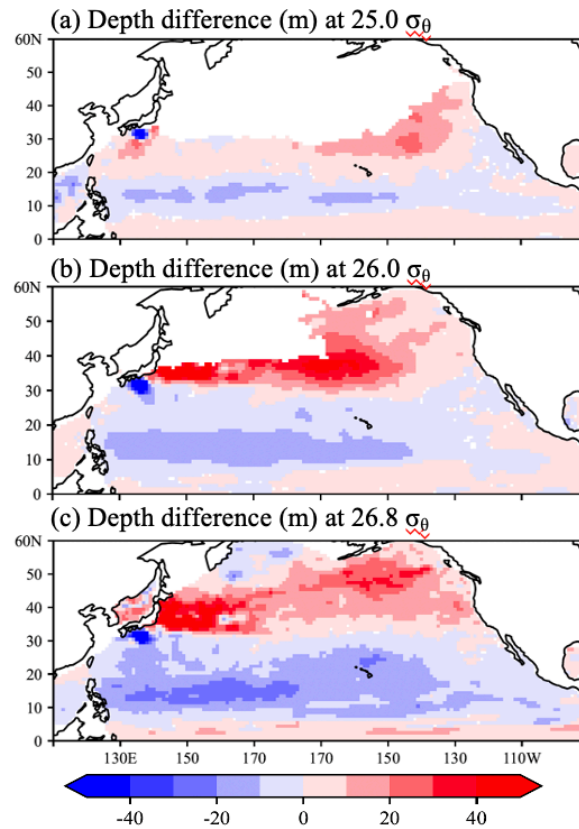 (a) Depth difference (m) at 25.0 σθ
60N
50
40
30
20
10
0
(b) Depth difference (m) at 26.0 σθ
60N
50
40
30
20
10
0
(c) Depth difference (m) at 26.8 σθ
60N
50
40
30
20
10
0
130E 150 170 170 150 130 110W
-40 -20 0 20 40